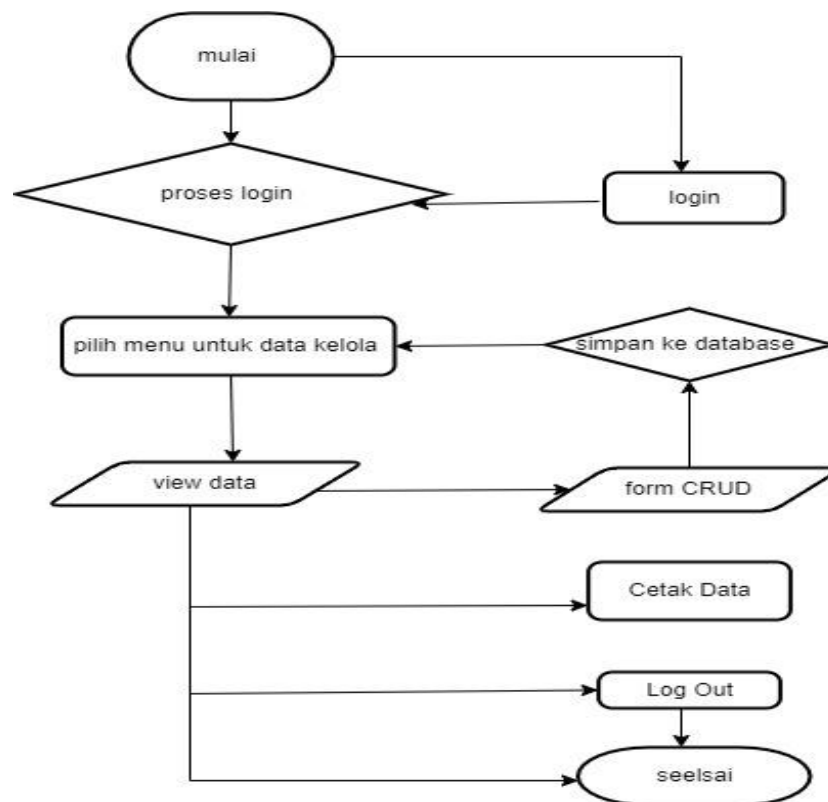 mulai
proses login
login
pilih menu untuk data kelola
simpan ke database
view data
form CRUD
Cetak Data
Log Out
seelsai